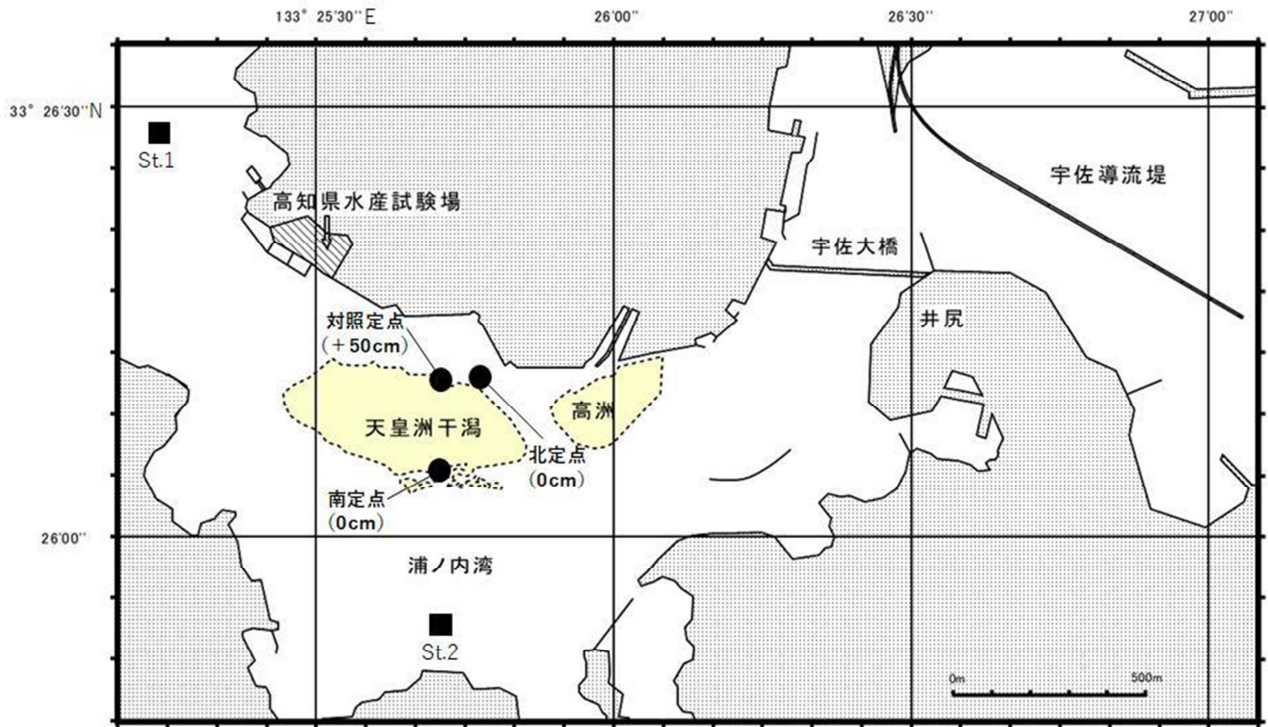 133° 25'30''E
26'00''
26'30''
27'00''
33° 26'30''N
St.1
高知県水産試験場
宇佐導流堤
宇佐大橋
井尻
対照定点
(+50cm)
高洲
天皇洲干潟
北定点
(0cm)
南定点
(0cm)
26'00''
浦ノ内湾
St.2
0m
500m